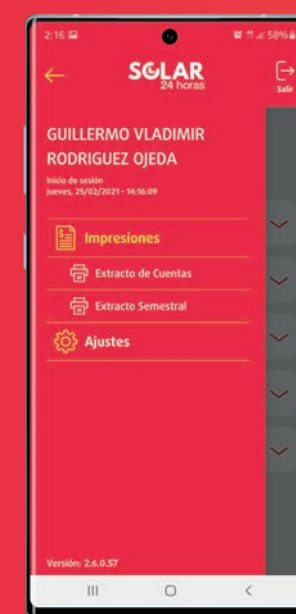 2:16 58%
SOLAR
24 horas
Salir
GUILLERMO VLADIMIR
RODRIGUEZ OJEDA
Inicio de sesión
Jueves, 25/02/2021 - 14:16:09
Impresiones
Extracto de Cuentas
Extracto Semestral
Ajustes
Versión: 2.6.0.57